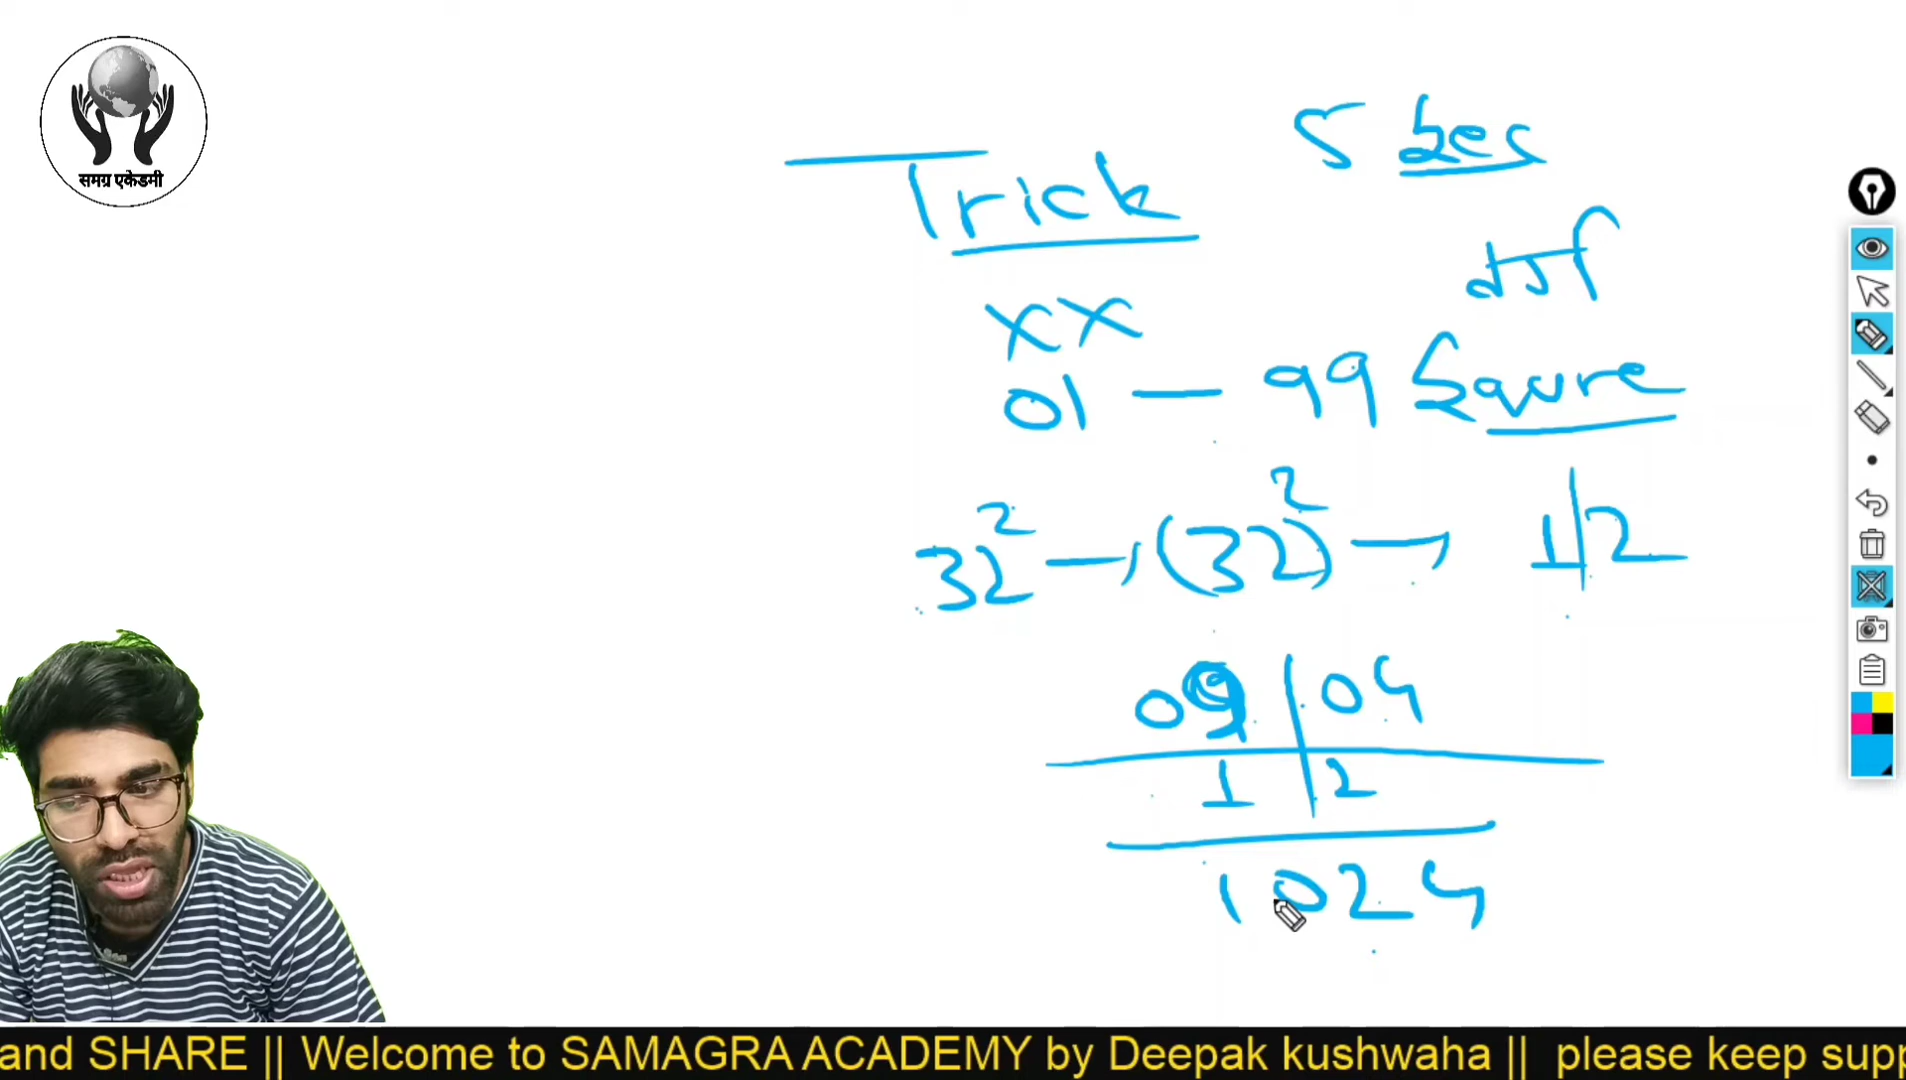 समग्र एकेडमी
5 Sec
Trick
XX
01 — 99 Squre
32² → (32)² → 1|2
09 | 04
1 | 2
1024
and SHARE || Welcome to SAMAGRA ACADEMY by Deepak kushwaha || please keep supp